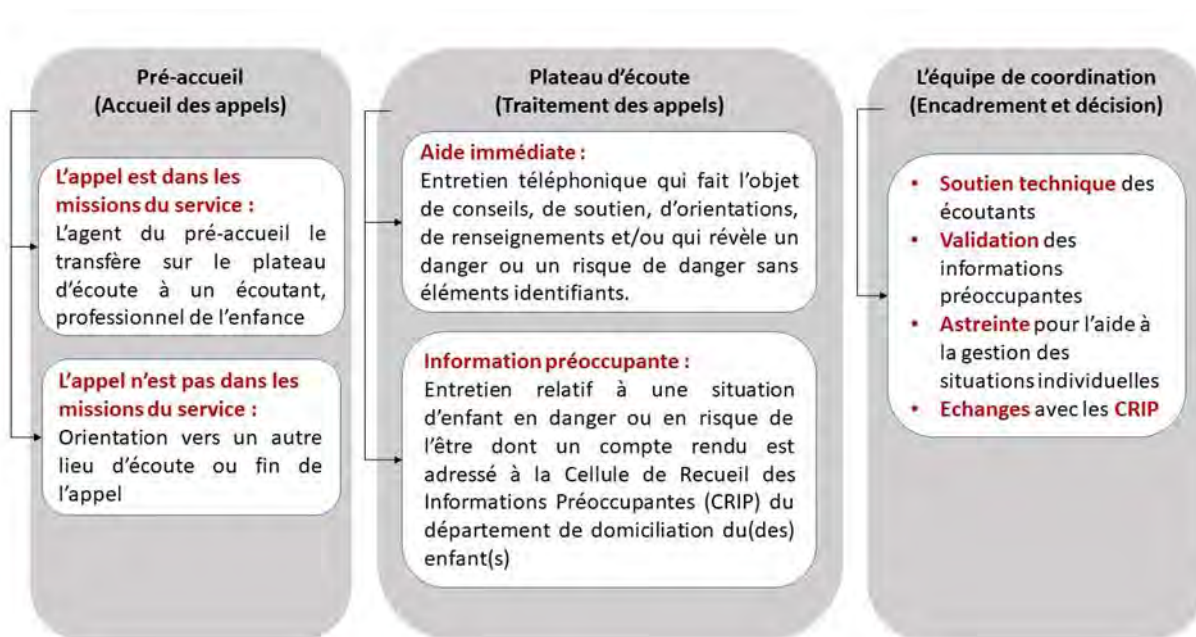 Pré-accueil
(Accueil des appels)
L'appel est dans les
missions du service :
L'agent du pré-accueil le
transfère sur le plateau
d'écoute à un écoutant,
professionnel de l'enfance
L'appel n'est pas dans les
missions du service :
Orientation vers un autre
lieu d'écoute ou fin de
l'appel
Plateau d'écoute
(Traitement des appels)
Aide immédiate :
Entretien téléphonique qui fait l'objet
de conseils, de soutien, d'orientations,
de renseignements et/ou qui révèle un
danger ou un risque de danger sans
éléments identifiants.
Information préoccupante :
Entretien relatif à une situation
d'enfant en danger ou en risque de
l'être dont un compte rendu est
adressé à la Cellule de Recueil des
Informations Préoccupantes (CRIP) du
département de domiciliation du(des)
enfant(s)
L'équipe de coordination
(Encadrement et décision)
• Soutien technique des
écoutants
• Validation des
informations
préoccupantes
• Astreinte pour l'aide à
la gestion des
situations individuelles
• Echanges avec les CRIP